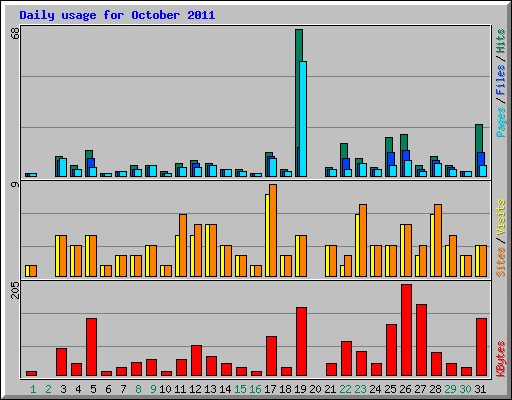 Daily usage for October 2011
68
Pages / Files / Hits
9
Sites / Visits
205
KBytes
1 2 3 4 5 6 7 8 9 10 11 12 13 14 15 16 17 18 19 20 21 22 23 24 25 26 27 28 29 30 31